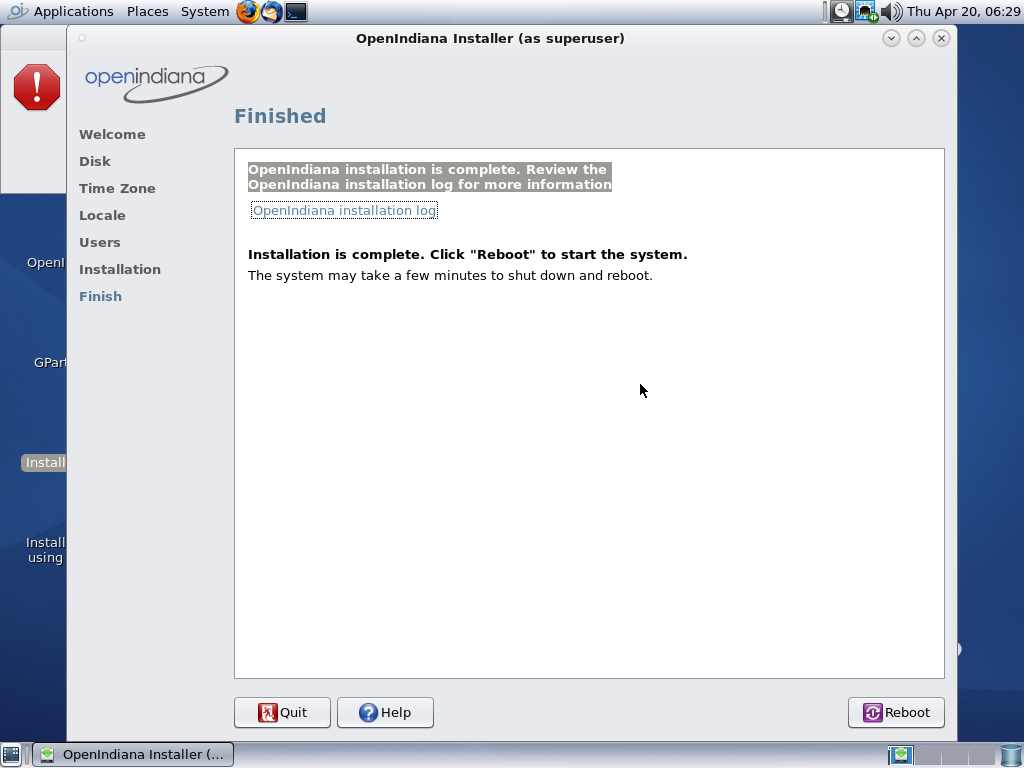 Applications Places System Thu Apr 20, 06:29
OpenIndiana Installer (as superuser)
openindiana
Finished
Welcome
Disk
Time Zone
Locale
Users
Installation
Finish
OpenIndiana installation is complete. Review the
OpenIndiana installation log for more information
OpenIndiana installation log
Installation is complete. Click "Reboot" to start the system.
The system may take a few minutes to shut down and reboot.
OpenI
GPart
Install
Install
using
Quit
Help
Reboot
OpenIndiana Installer (...